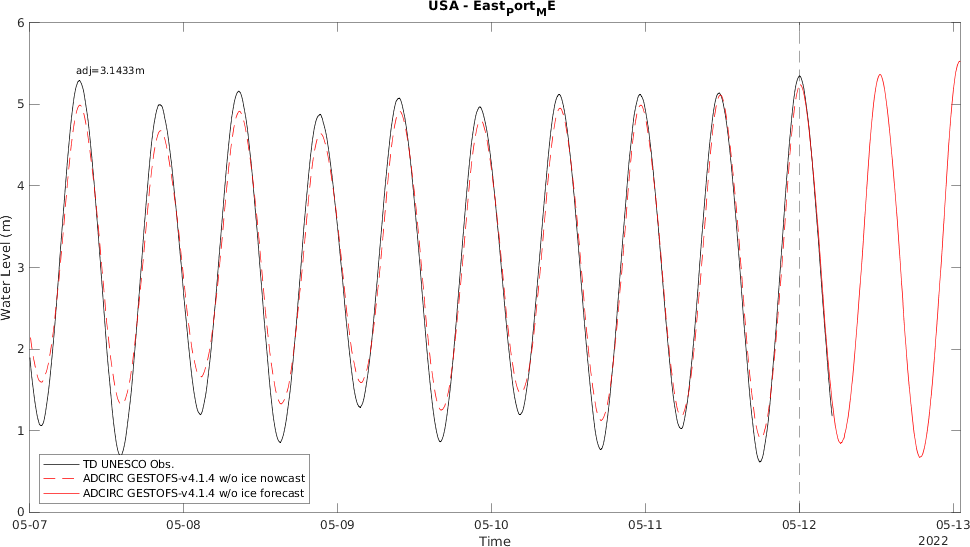 USA - EastPortME
adj=3.1433m
6
5
4
3
2
1
0
Water Level (m)
TD UNESCO Obs.
ADCIRC GESTOFS-v4.1.4 w/o ice nowcast
ADCIRC GESTOFS-v4.1.4 w/o ice forecast
05-07 05-08 05-09 05-10 05-11 05-12 05-13
Time
2022